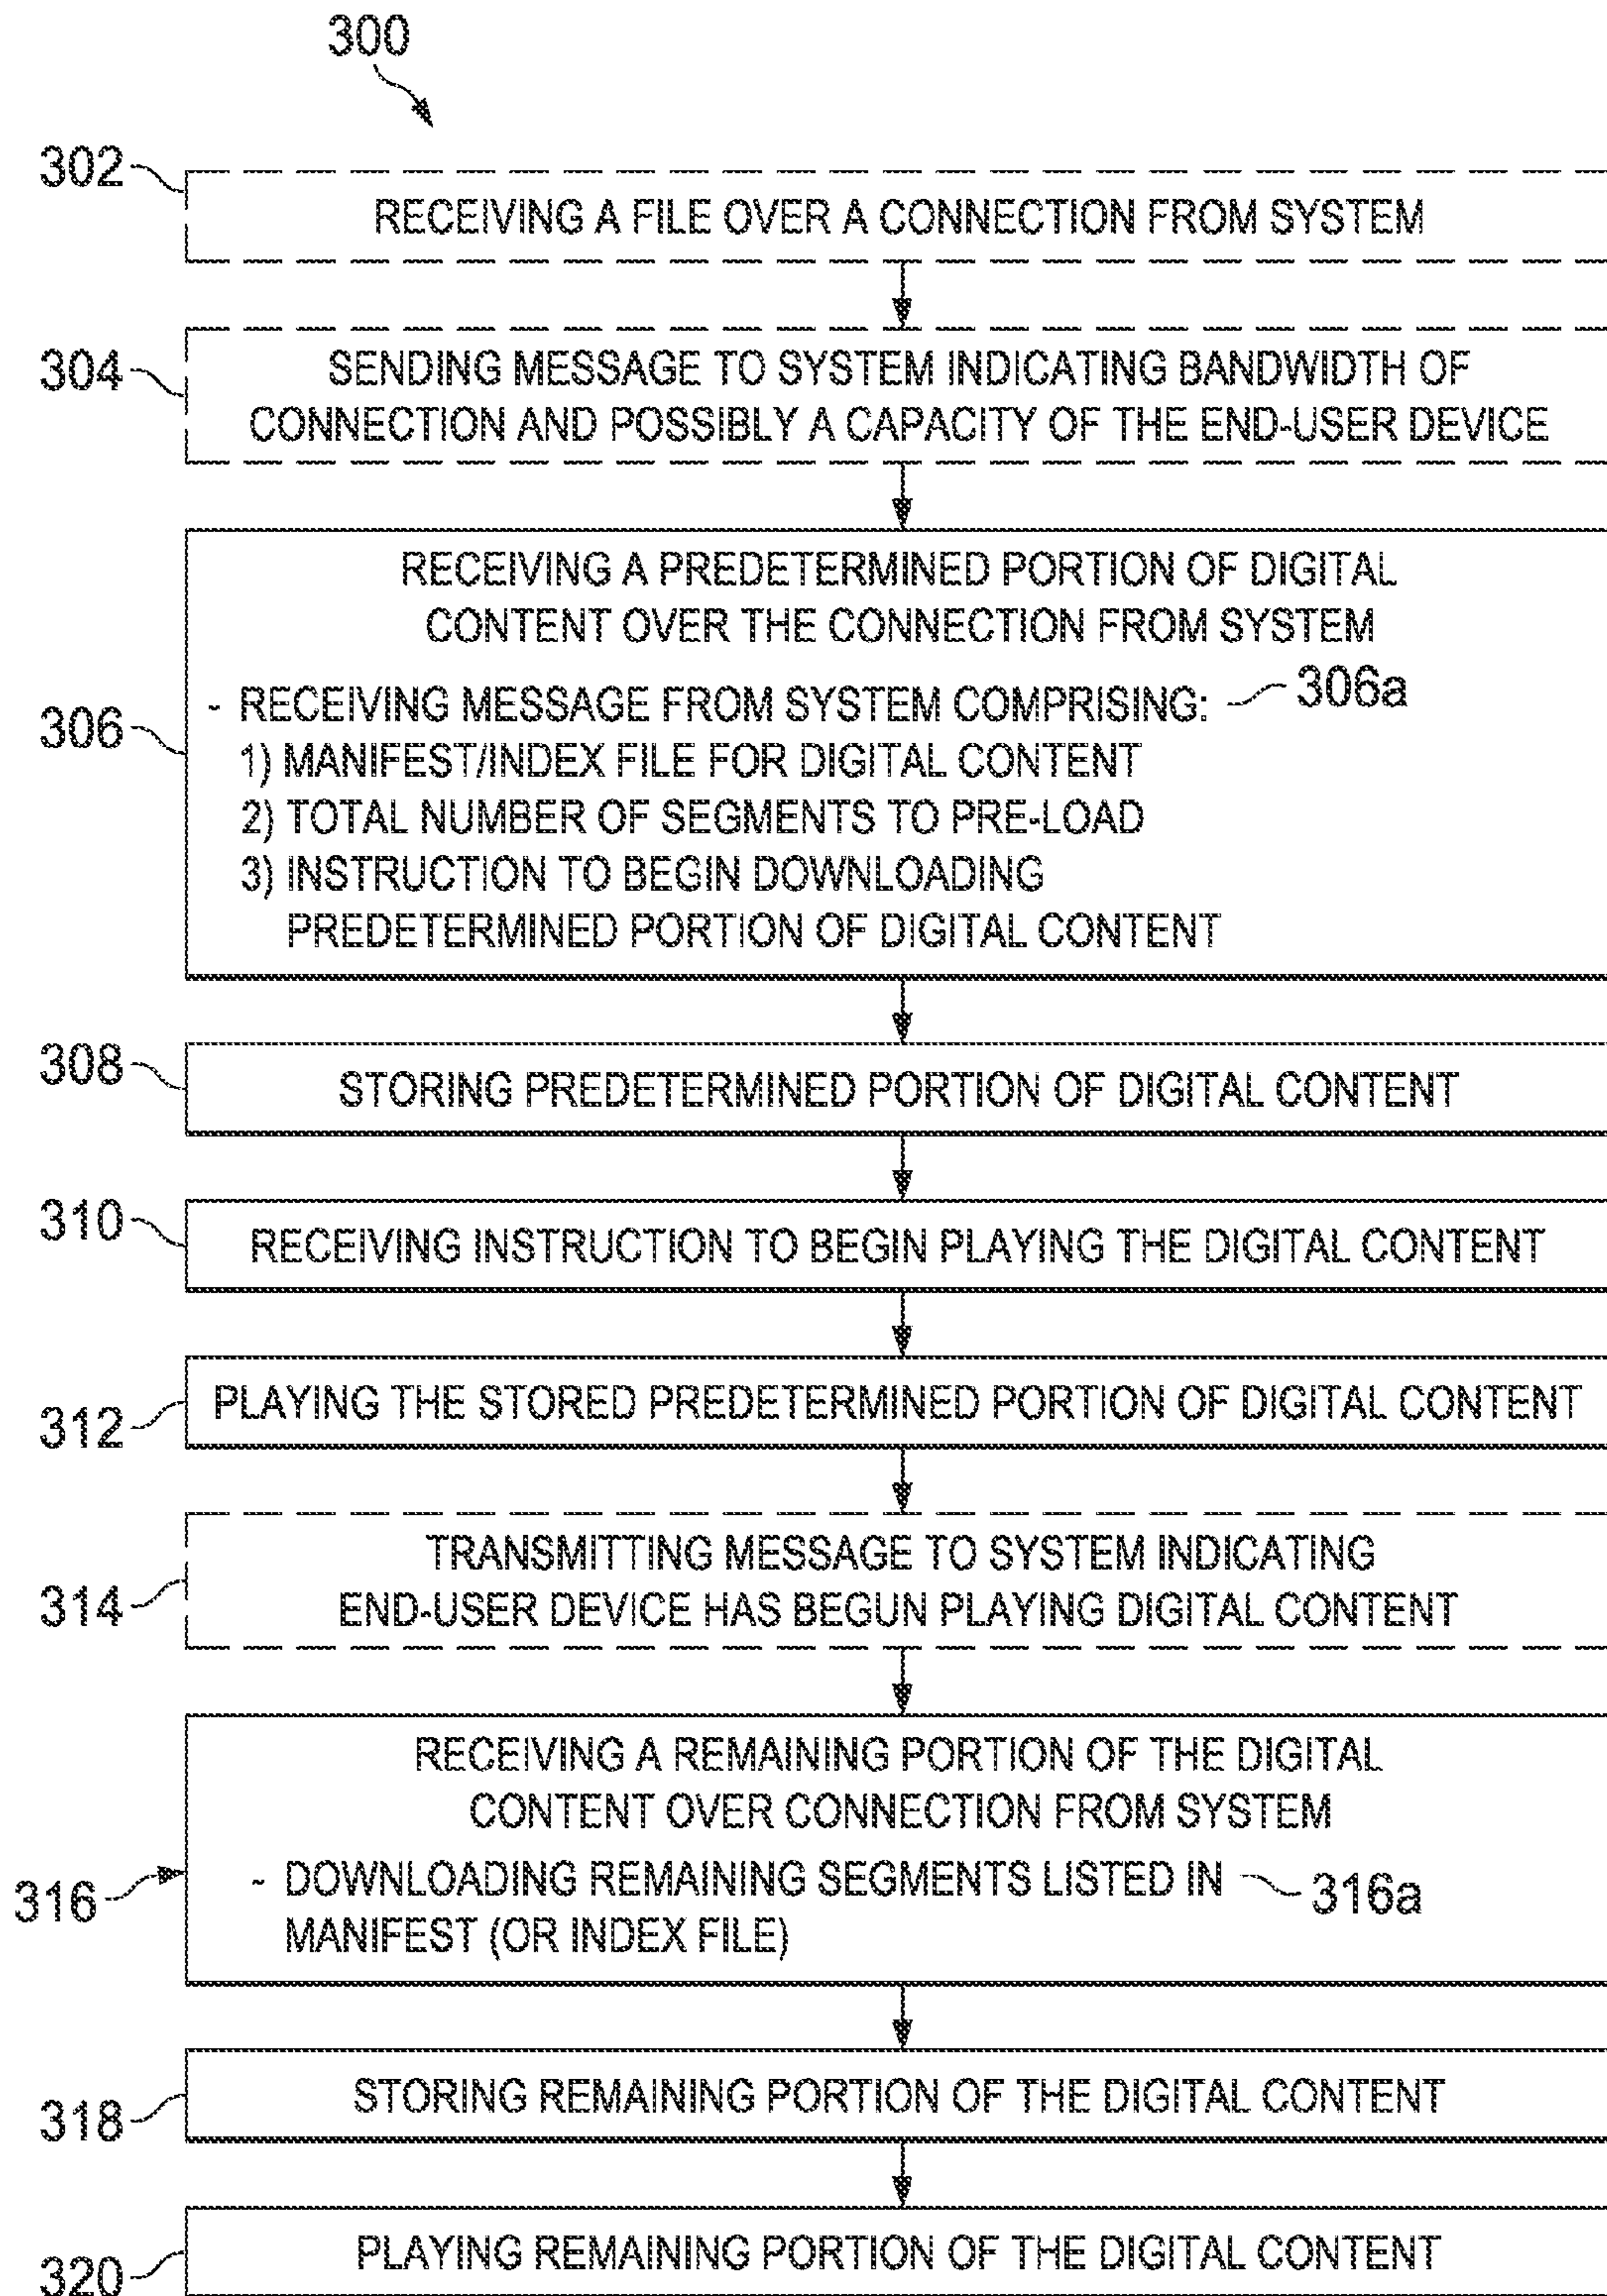 300
302
RECEIVING A FILE OVER A CONNECTION FROM SYSTEM
304
SENDING MESSAGE TO SYSTEM INDICATING BANDWIDTH OF
CONNECTION AND POSSIBLY A CAPACITY OF THE END-USER DEVICE
306
RECEIVING A PREDETERMINED PORTION OF DIGITAL
CONTENT OVER THE CONNECTION FROM SYSTEM
- RECEIVING MESSAGE FROM SYSTEM COMPRISING: 306a
1) MANIFEST/INDEX FILE FOR DIGITAL CONTENT
2) TOTAL NUMBER OF SEGMENTS TO PRE-LOAD
3) INSTRUCTION TO BEGIN DOWNLOADING
PREDETERMINED PORTION OF DIGITAL CONTENT
308
STORING PREDETERMINED PORTION OF DIGITAL CONTENT
310
RECEIVING INSTRUCTION TO BEGIN PLAYING THE DIGITAL CONTENT
312
PLAYING THE STORED PREDETERMINED PORTION OF DIGITAL CONTENT
314
TRANSMITTING MESSAGE TO SYSTEM INDICATING
END-USER DEVICE HAS BEGUN PLAYING DIGITAL CONTENT
316
RECEIVING A REMAINING PORTION OF THE DIGITAL
CONTENT OVER CONNECTION FROM SYSTEM
- DOWNLOADING REMAINING SEGMENTS LISTED IN 316a
MANIFEST (OR INDEX FILE)
318
STORING REMAINING PORTION OF THE DIGITAL CONTENT
320
PLAYING REMAINING PORTION OF THE DIGITAL CONTENT